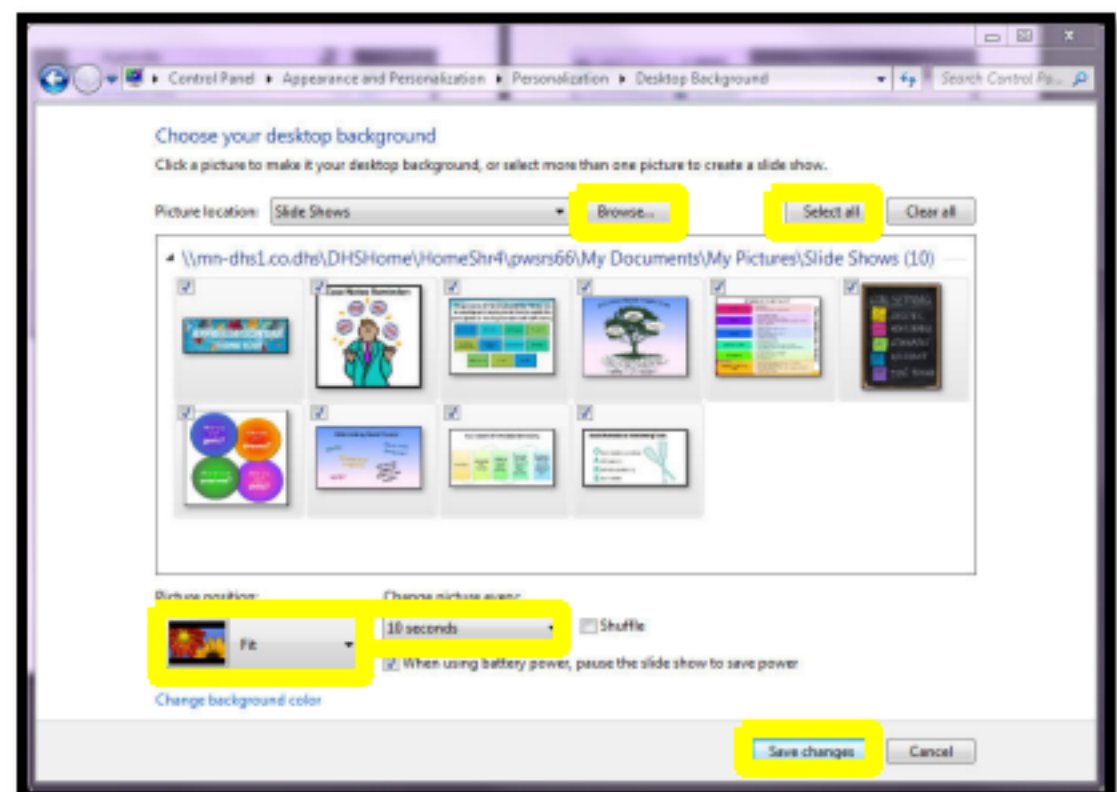 Control Panel ▸ Appearance and Personalization ▸ Personalization ▸ Desktop Background
Search Control Pa...
Choose your desktop background
Click a picture to make it your desktop background, or select more than one picture to create a slide show.
Picture location: Slide Shows Browse... Select all Clear all
\\mn-dhs1.co.dhs\DHSHome\HomeShr4\pwsrs66\My Documents\My Pictures\Slide Shows (10)
Case Notes Reminders
Picture position: Change picture every:
Fit
10 seconds
Shuffle
When using battery power, pause the slide show to save power
Change background color
Save changes Cancel